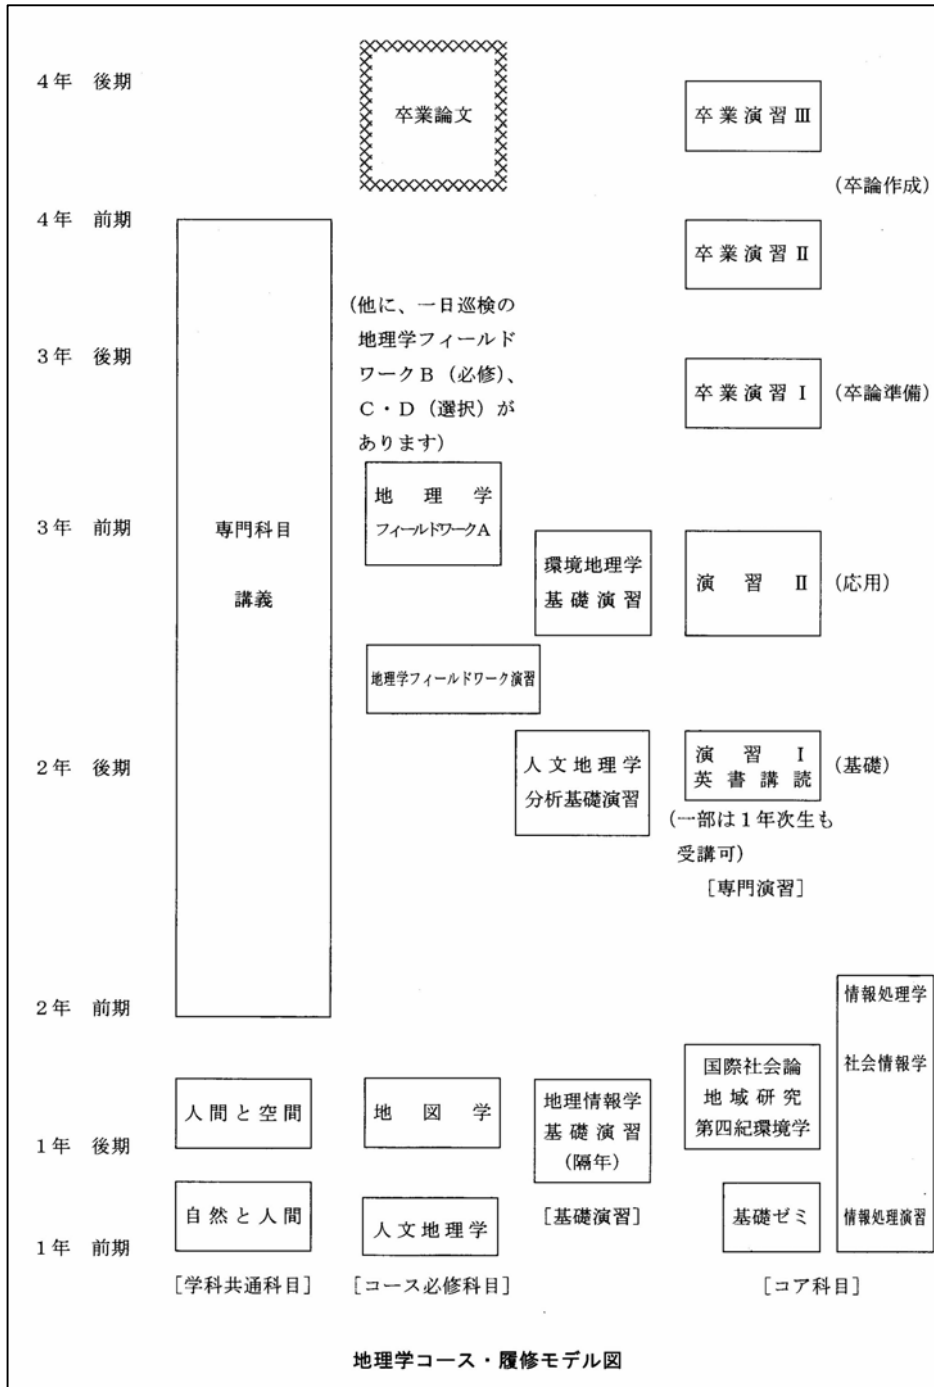 4年 後期
卒業論文
卒業演習Ⅲ
(卒論作成)
4年 前期
卒業演習Ⅱ
(他に、一日巡検の
地理学フィールド
ワークB(必修)、
C・D(選択)が
あります)
3年 後期
卒業演習Ⅰ
(卒論準備)
地理学
フィールドワークA
3年 前期
専門科目
講義
環境地理学
基礎演習
演習Ⅱ
(応用)
地理学フィールドワーク演習
2年 後期
人文地理学
分析基礎演習
演習Ⅰ
英書講読
(基礎)
(一部は1年次生も
受講可)
[専門演習]
2年 前期
情報処理学
社会情報学
情報処理演習
国際社会論
地域研究
第四紀環境学
1年 後期
人間と空間
地図学
地理情報学
基礎演習
(隔年)
[基礎演習]
1年 前期
自然と人間
人文地理学
基礎ゼミ
[学科共通科目]
[コース必修科目]
[コア科目]
地理学コース・履修モデル図